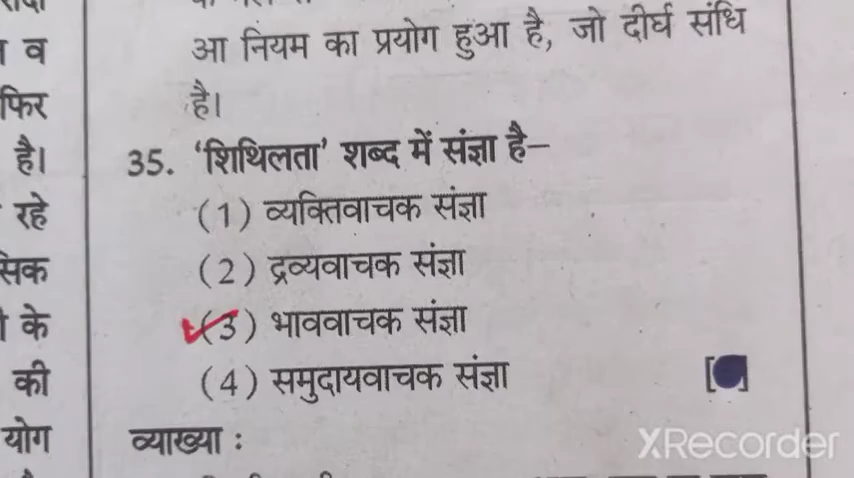 व
आ नियम का प्रयोग हुआ है, जो दीर्घ संधि
फिर
है।
है।
35. 'शिथिलता' शब्द में संज्ञा है–
रहे
(1) व्यक्तिवाचक संज्ञा
(2) द्रव्यवाचक संज्ञा
के
(3) भाववाचक संज्ञा
की
(4) समुदायवाचक संज्ञा
योग
व्याख्या :
XRecorder